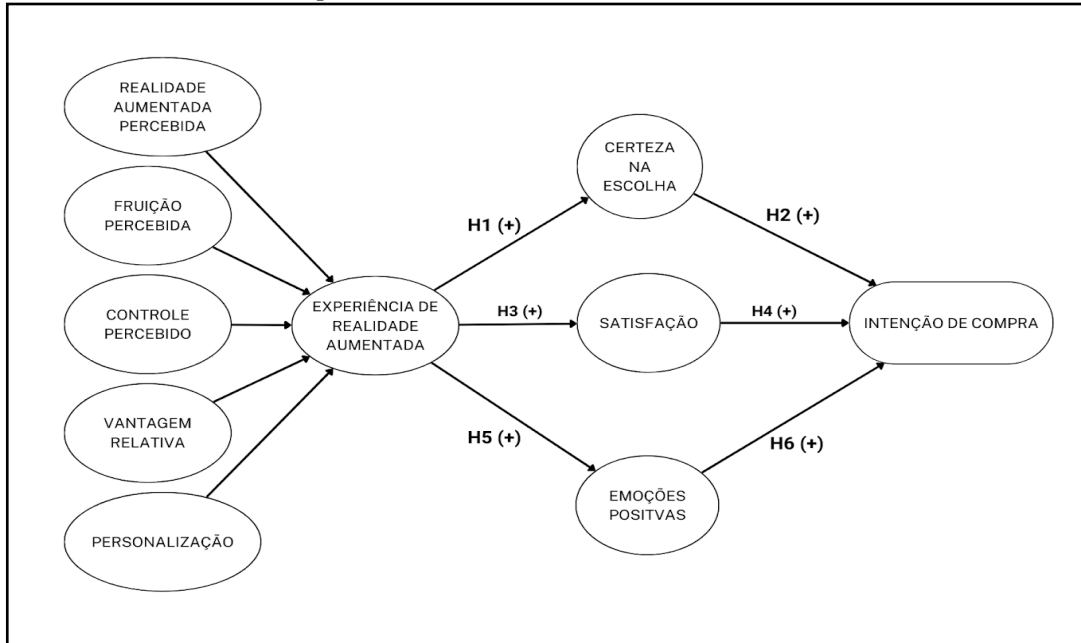 REALIDADE
AUMENTADA
PERCEBIDA
FRUIÇÃO
PERCEBIDA
CONTROLE
PERCEBIDO
VANTAGEM
RELATIVA
PERSONALIZAÇÃO
EXPERIÊNCIA DE
REALIDADE
AUMENTADA
H1 (+)
H3 (+)
H5 (+)
CERTEZA
NA
ESCOLHA
SATISFAÇÃO
EMOÇÕES
POSITVAS
H2 (+)
H4 (+)
H6 (+)
INTENÇÃO DE COMPRA